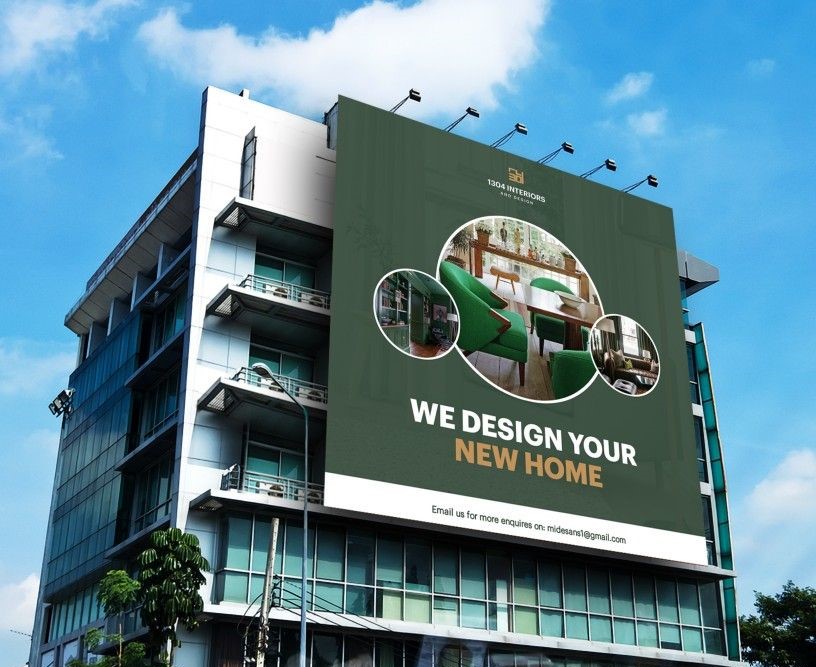 1304 INTERIORS
AND DESIGN
WE DESIGN YOUR
NEW HOME
Email us for more enquires on: midesans1@gmail.com